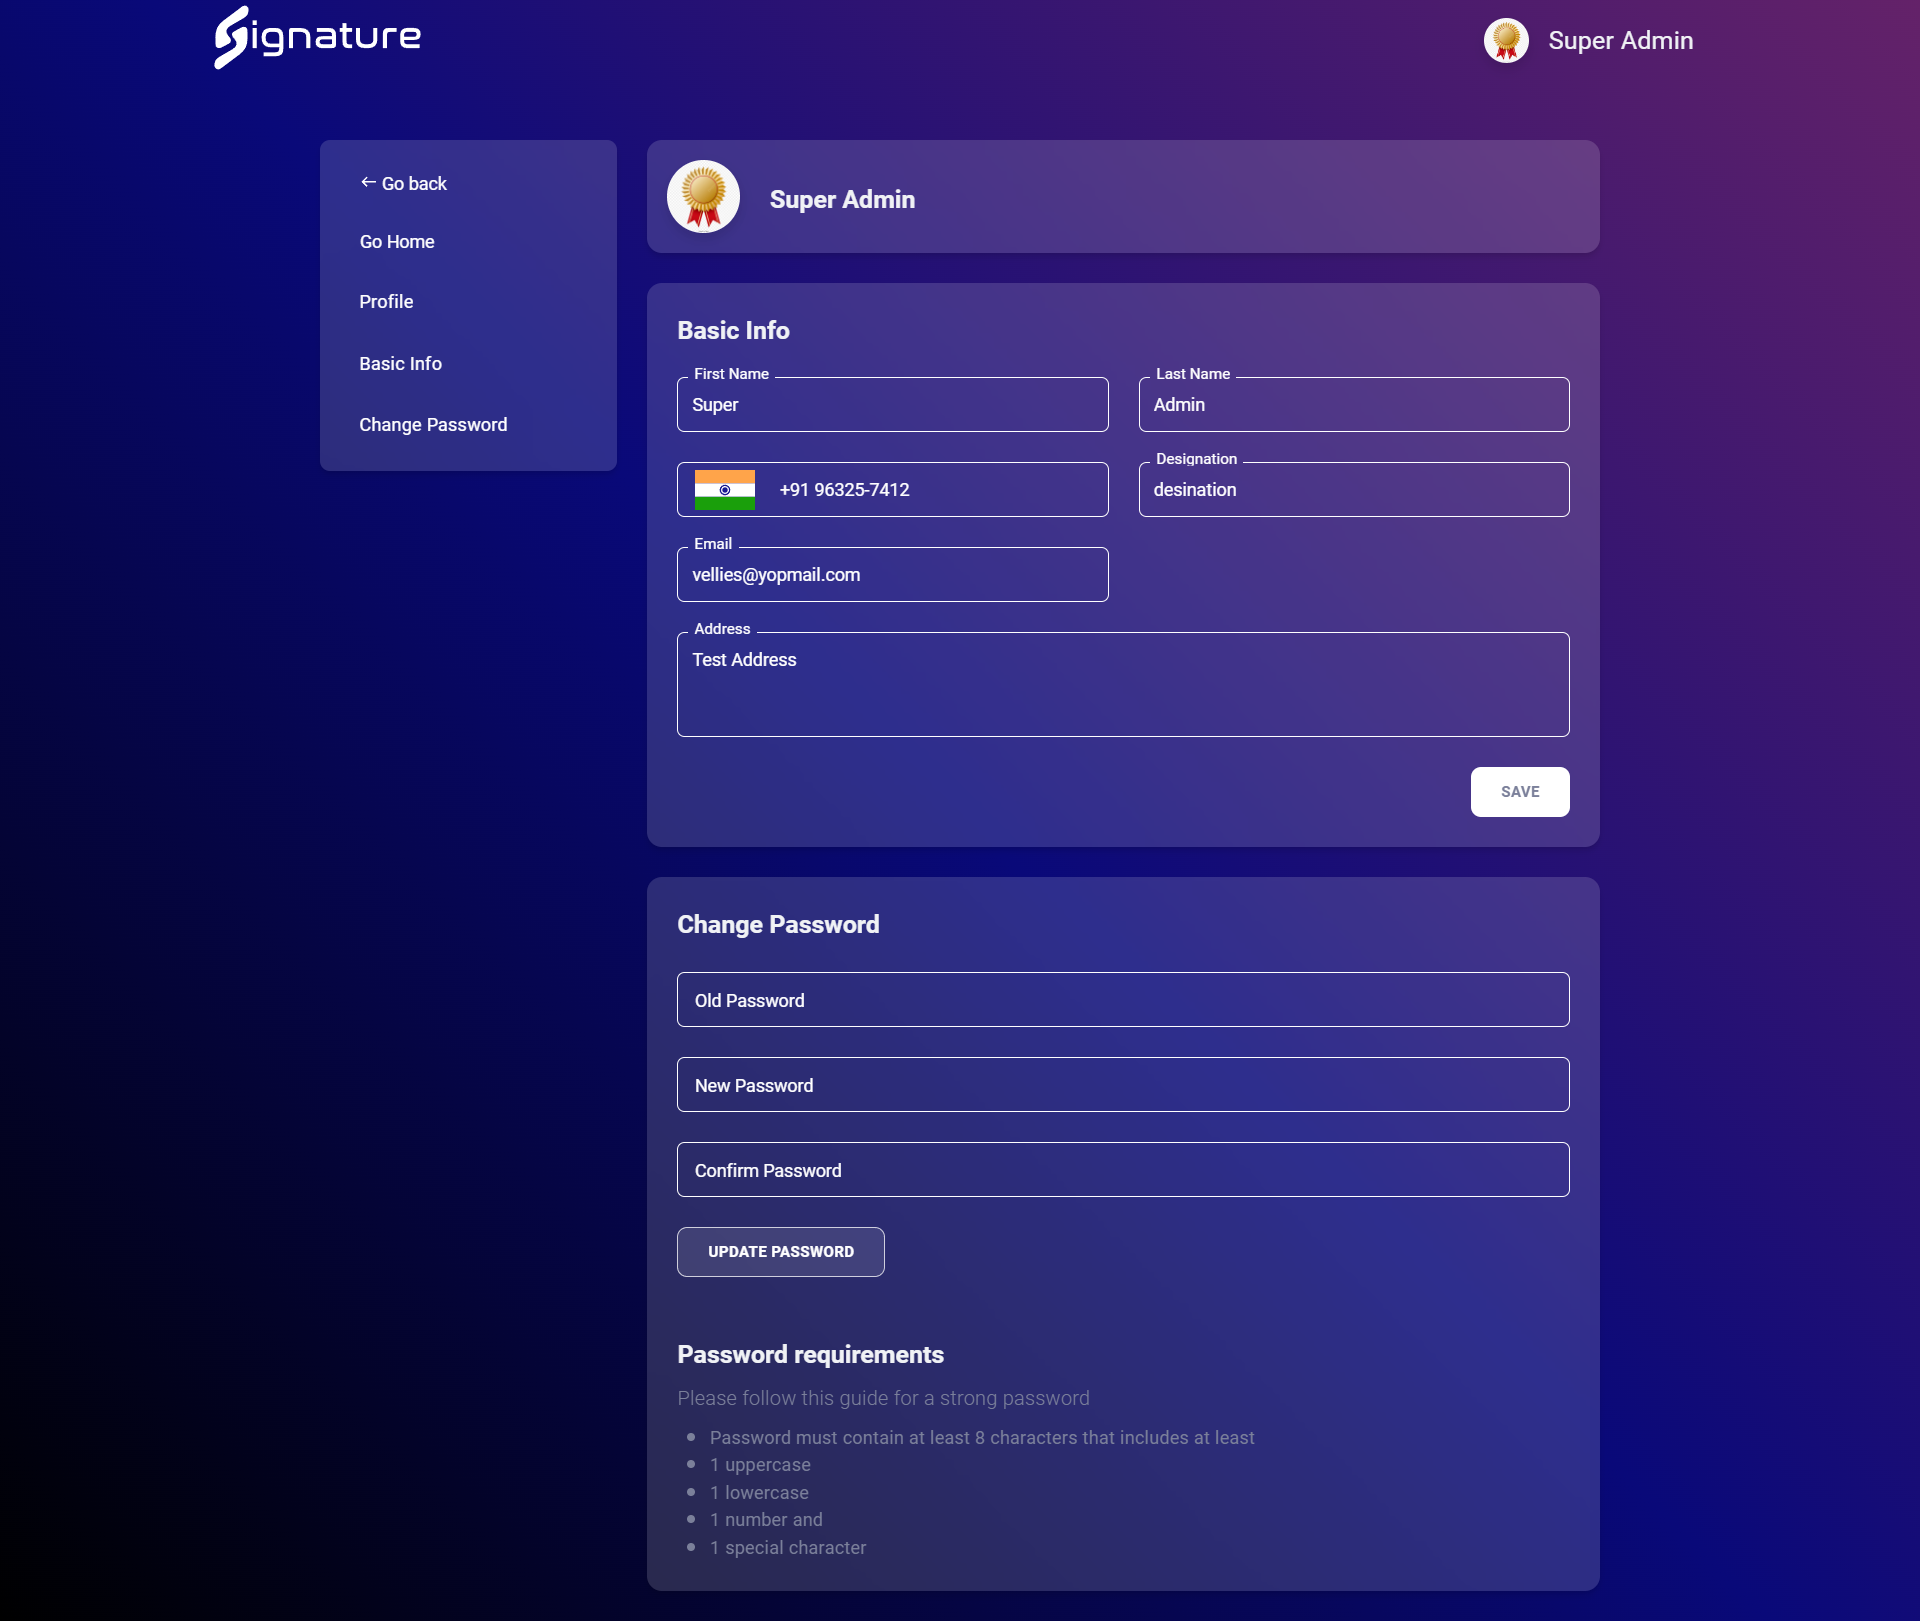 Signature
Super Admin
Go back
Go Home
Profile
Basic Info
Change Password
Super Admin
Basic Info
First Name
Super
Last Name
Admin
+91 96325-7412
Designation
desination
Email
vellies@yopmail.com
Address
Test Address
SAVE
Change Password
Old Password
New Password
Confirm Password
UPDATE PASSWORD
Password requirements
Please follow this guide for a strong password
Password must contain at least 8 characters that includes at least
1 uppercase
1 lowercase
1 number and
1 special character